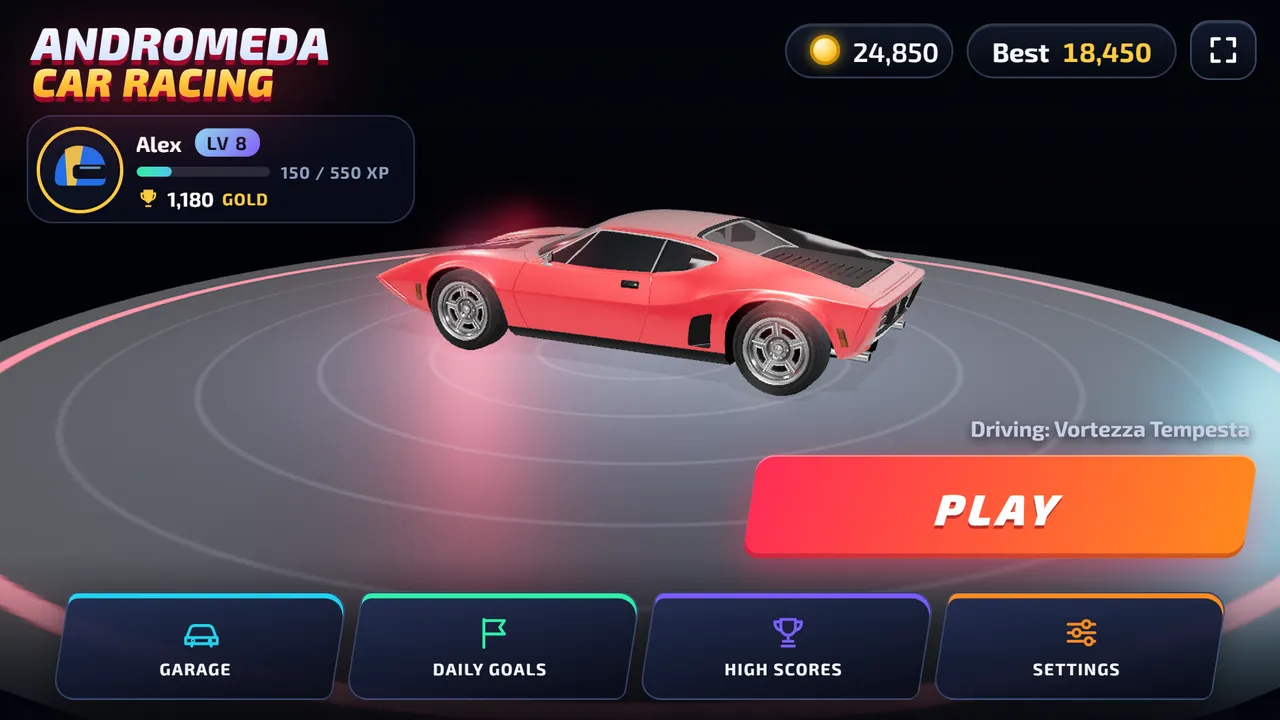 ANDROMEDA
CAR RACING
24,850
Best 18,450
Alex LV 8
150 / 550 XP
1,180 GOLD
Driving: Vortezza Tempesta
PLAY
GARAGE
DAILY GOALS
HIGH SCORES
SETTINGS